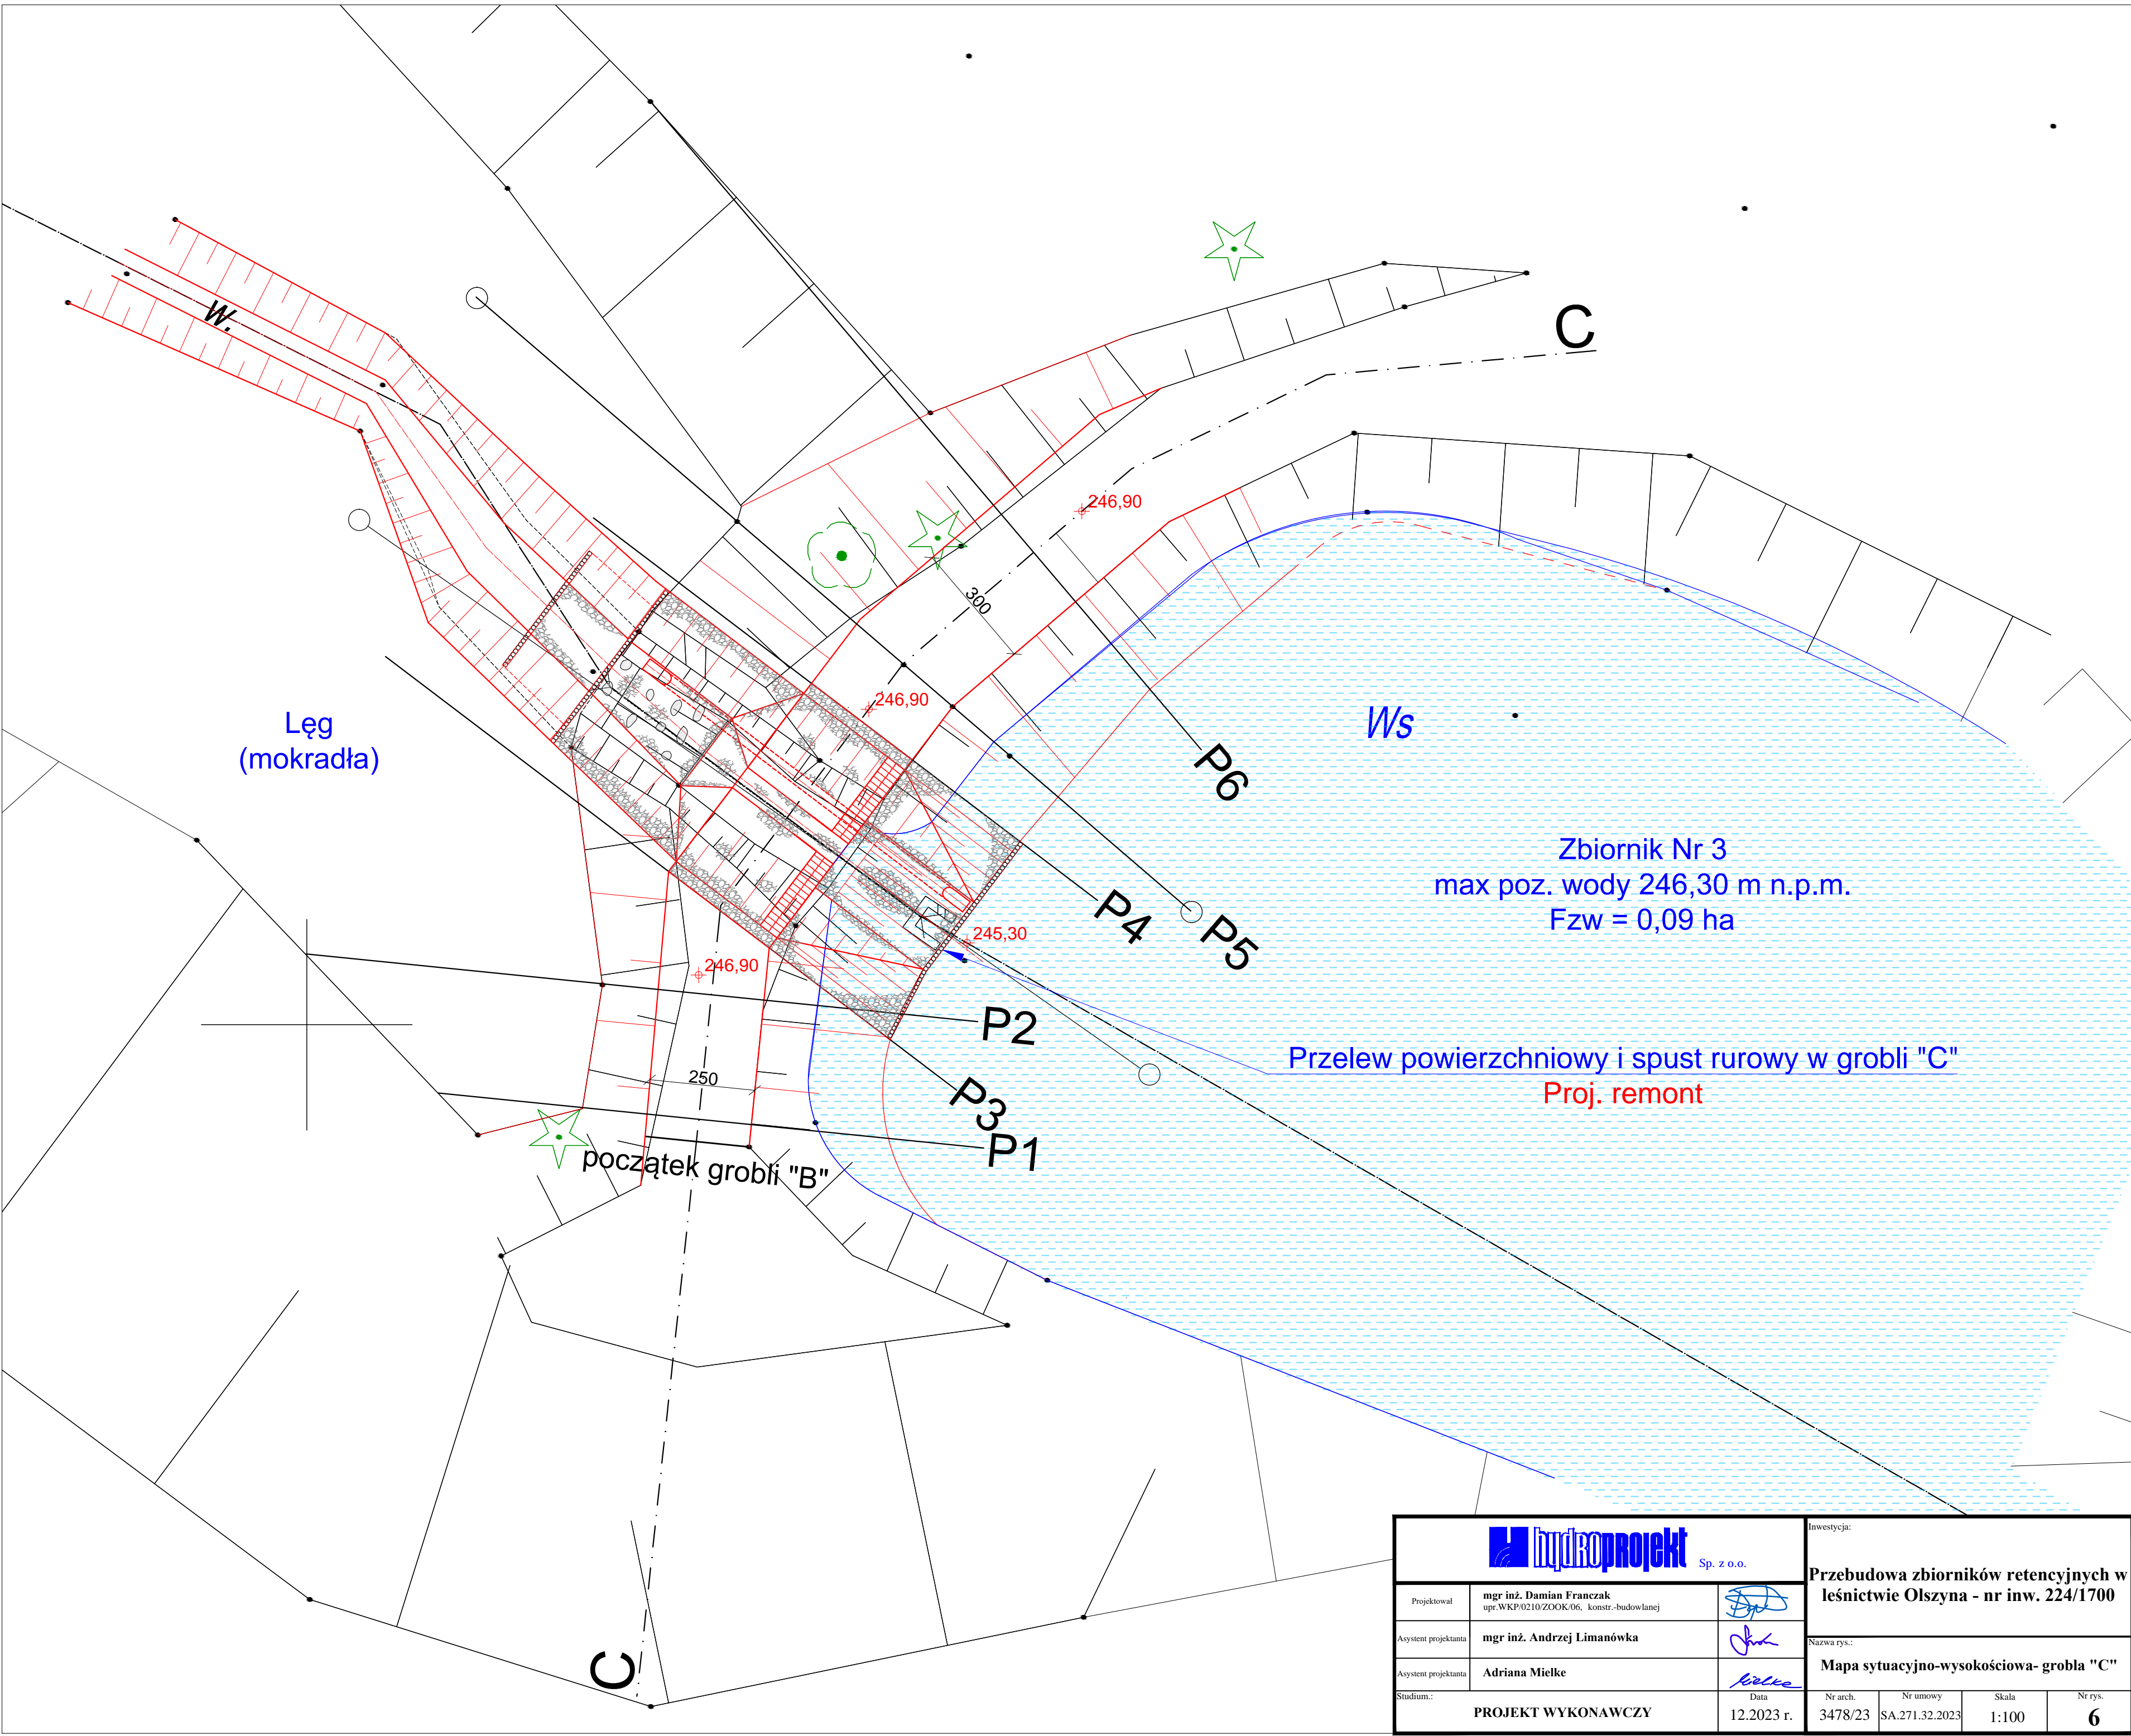 C
W.
246,90
300
246,90
Ws
Lęg
(mokradła)
P6
Zbiornik Nr 3
max poz. wody 246,30 m n.p.m.
Fzw = 0,09 ha
P4
P5
245,30
246,90
P2
Przelew powierzchniowy i spust rurowy w grobli "C"
Proj. remont
250
P3
P1
początek grobli "B"
C
hydroprojekt Sp. z o.o.
Inwestycja:
Przebudowa zbiorników retencyjnych w
leśnictwie Olszyna - nr inw. 224/1700
Projektował
mgr inż. Damian Franczak
upr.WKP/0210/ZOOK/06, konstr.-budowlanej
Asystent projektanta
mgr inż. Andrzej Limanówka
Asystent projektanta
Adriana Mielke
Mielke
Nazwa rys.:
Mapa sytuacyjno-wysokościowa- grobla "C"
Studium.:
PROJEKT WYKONAWCZY
Data
12.2023 r.
Nr arch.
3478/23
Nr umowy
SA.271.32.2023
Skala
1:100
Nr rys.
6